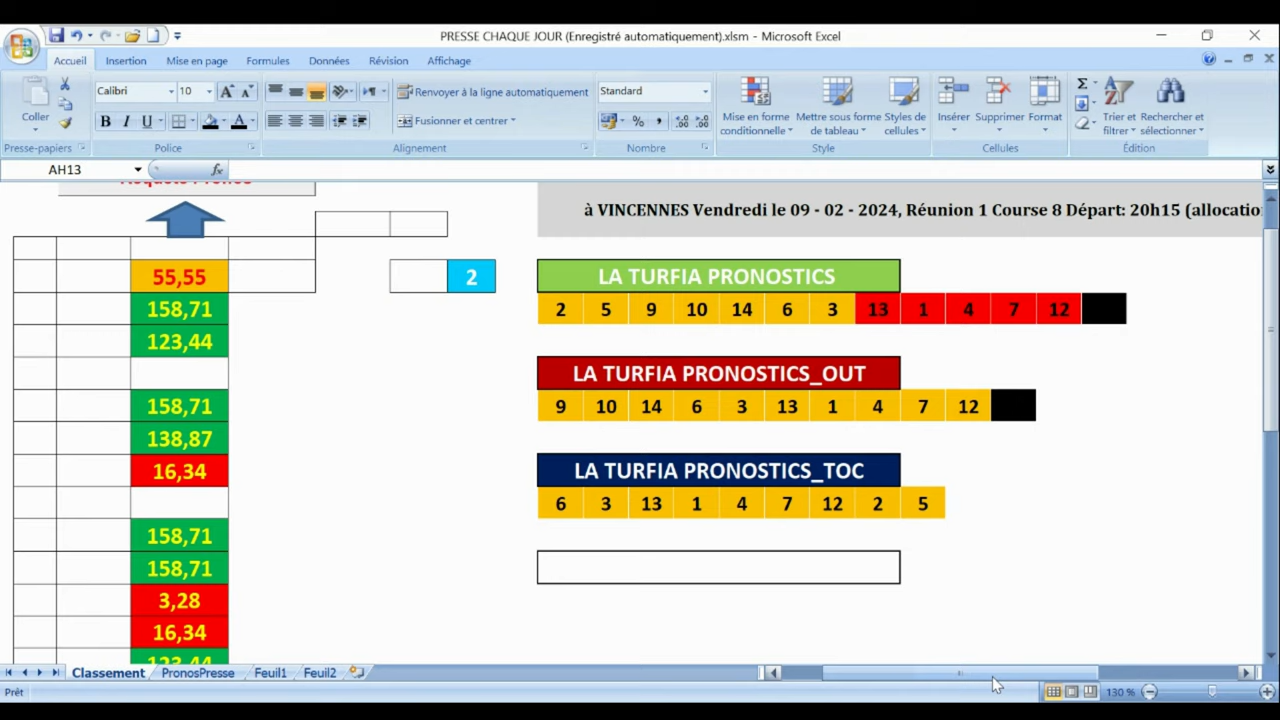 PRESSE CHAQUE JOUR (Enregistré automatiquement).xlsm - Microsoft Excel
Accueil Insertion Mise en page Formules Données Révision Affichage
Calibri 10 Renvoyer à la ligne automatiquement Standard
Coller G I U Fusionner et centrer % Mise en forme conditionnelle Mettre sous forme de tableau Styles de cellules Insérer Supprimer Format Σ Trier et filtrer Rechercher et sélectionner
Presse-papiers Police Alignement Nombre Style Cellules Édition
AH13 fx
à VINCENNES Vendredi le 09 - 02 - 2024, Réunion 1 Course 8 Départ: 20h15 (allocatio
55,55 2 LA TURFIA PRONOSTICS
158,71 2 5 9 10 14 6 3 13 1 4 7 12
123,44
LA TURFIA PRONOSTICS_OUT
158,71 9 10 14 6 3 13 1 4 7 12
138,87
16,34 LA TURFIA PRONOSTICS_TOC
6 3 13 1 4 7 12 2 5
158,71
158,71
3,28
16,34
123,44
Classement PronosPresse Feuil1 Feuil2
Prêt 130 %